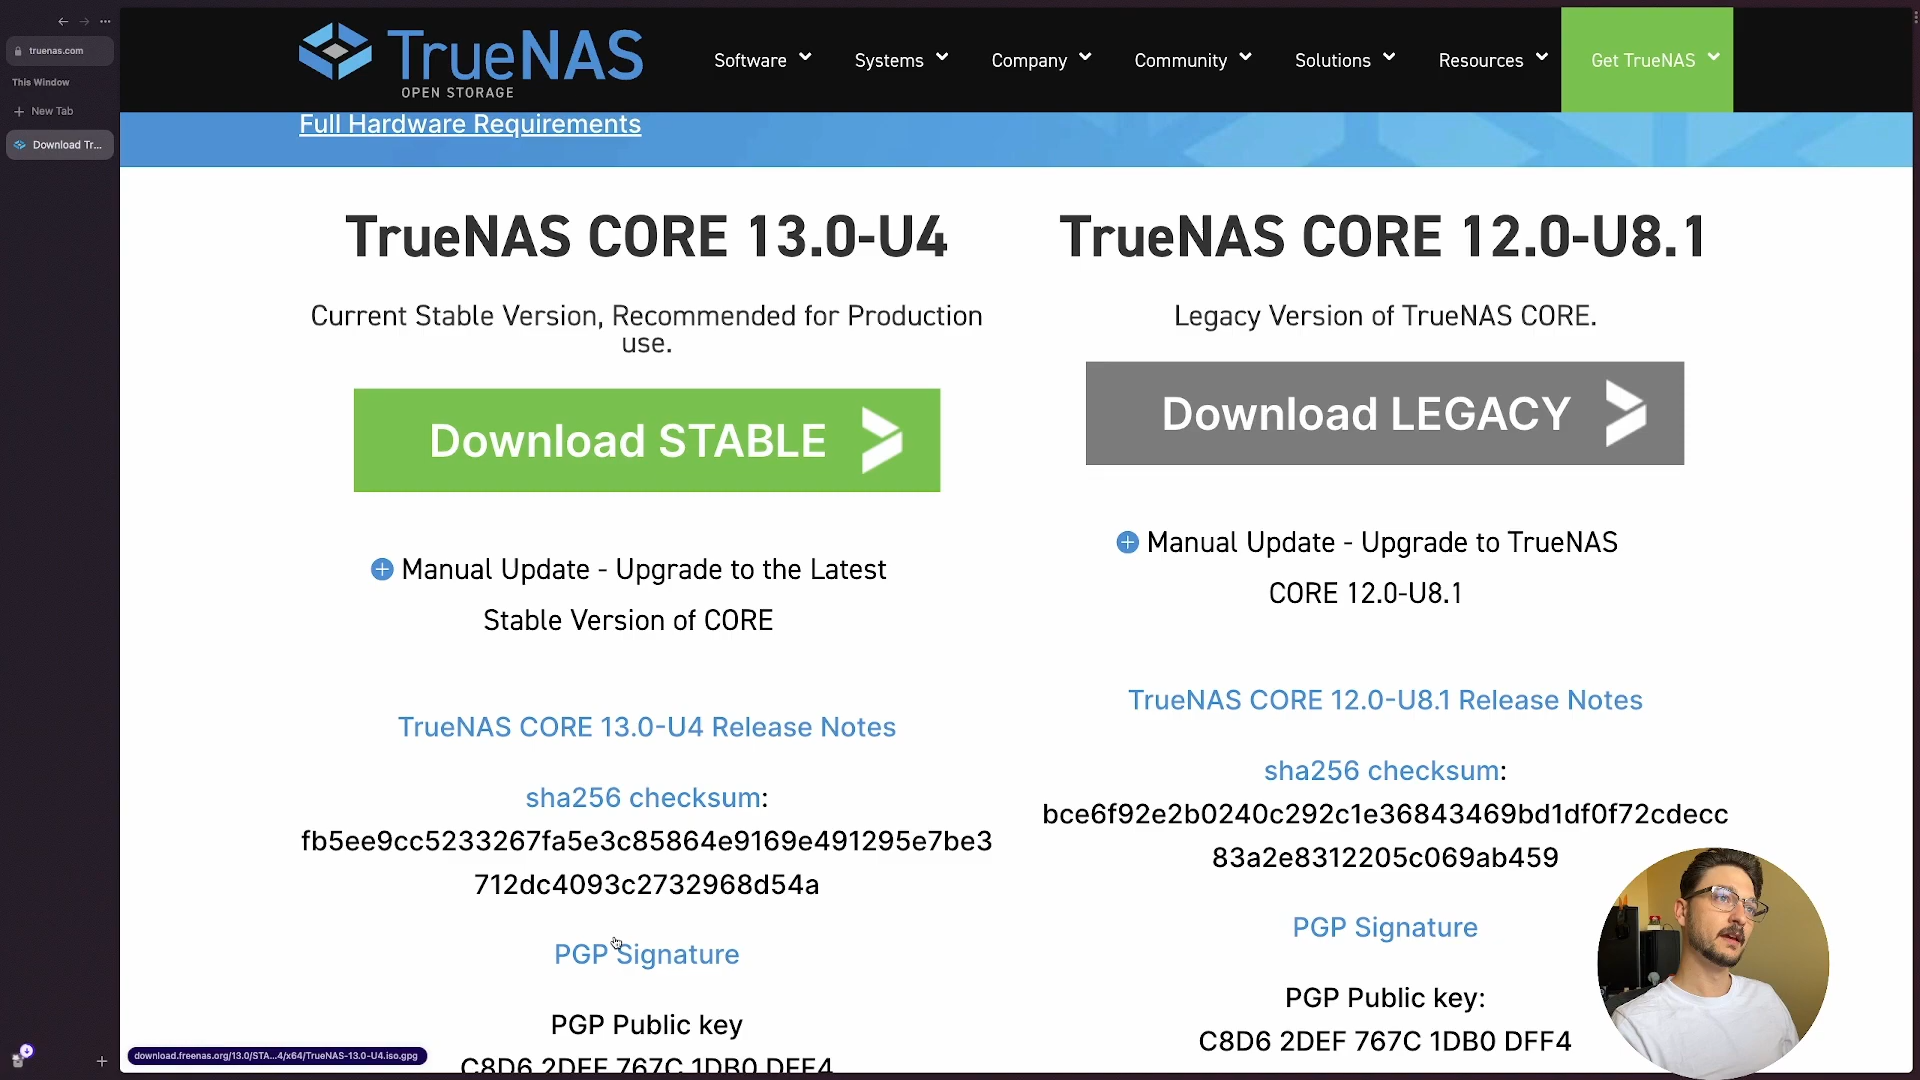 truenas.com
This Window
New Tab
Download Tr...
TrueNAS
OPEN STORAGE
Software
Systems
Company
Community
Solutions
Resources
Get TrueNAS
Full Hardware Requirements
TrueNAS CORE 13.0-U4
Current Stable Version, Recommended for Production
use.
Download STABLE
Manual Update - Upgrade to the Latest
Stable Version of CORE
TrueNAS CORE 13.0-U4 Release Notes
sha256 checksum:
fb5ee9cc5233267fa5e3c85864e9169e491295e7be3
712dc4093c2732968d54a
PGP Signature
PGP Public key
C8D6 2DEF 767C 1DB0 DFF4
TrueNAS CORE 12.0-U8.1
Legacy Version of TrueNAS CORE.
Download LEGACY
Manual Update - Upgrade to TrueNAS
CORE 12.0-U8.1
TrueNAS CORE 12.0-U8.1 Release Notes
sha256 checksum:
bce6f92e2b0240c292c1e36843469bd1df0f72cdecc
83a2e8312205c069ab459
PGP Signature
PGP Public key:
C8D6 2DEF 767C 1DB0 DFF4
download.freenas.org/13.0/STA...4/x64/TrueNAS-13.0-U4.iso.gpg